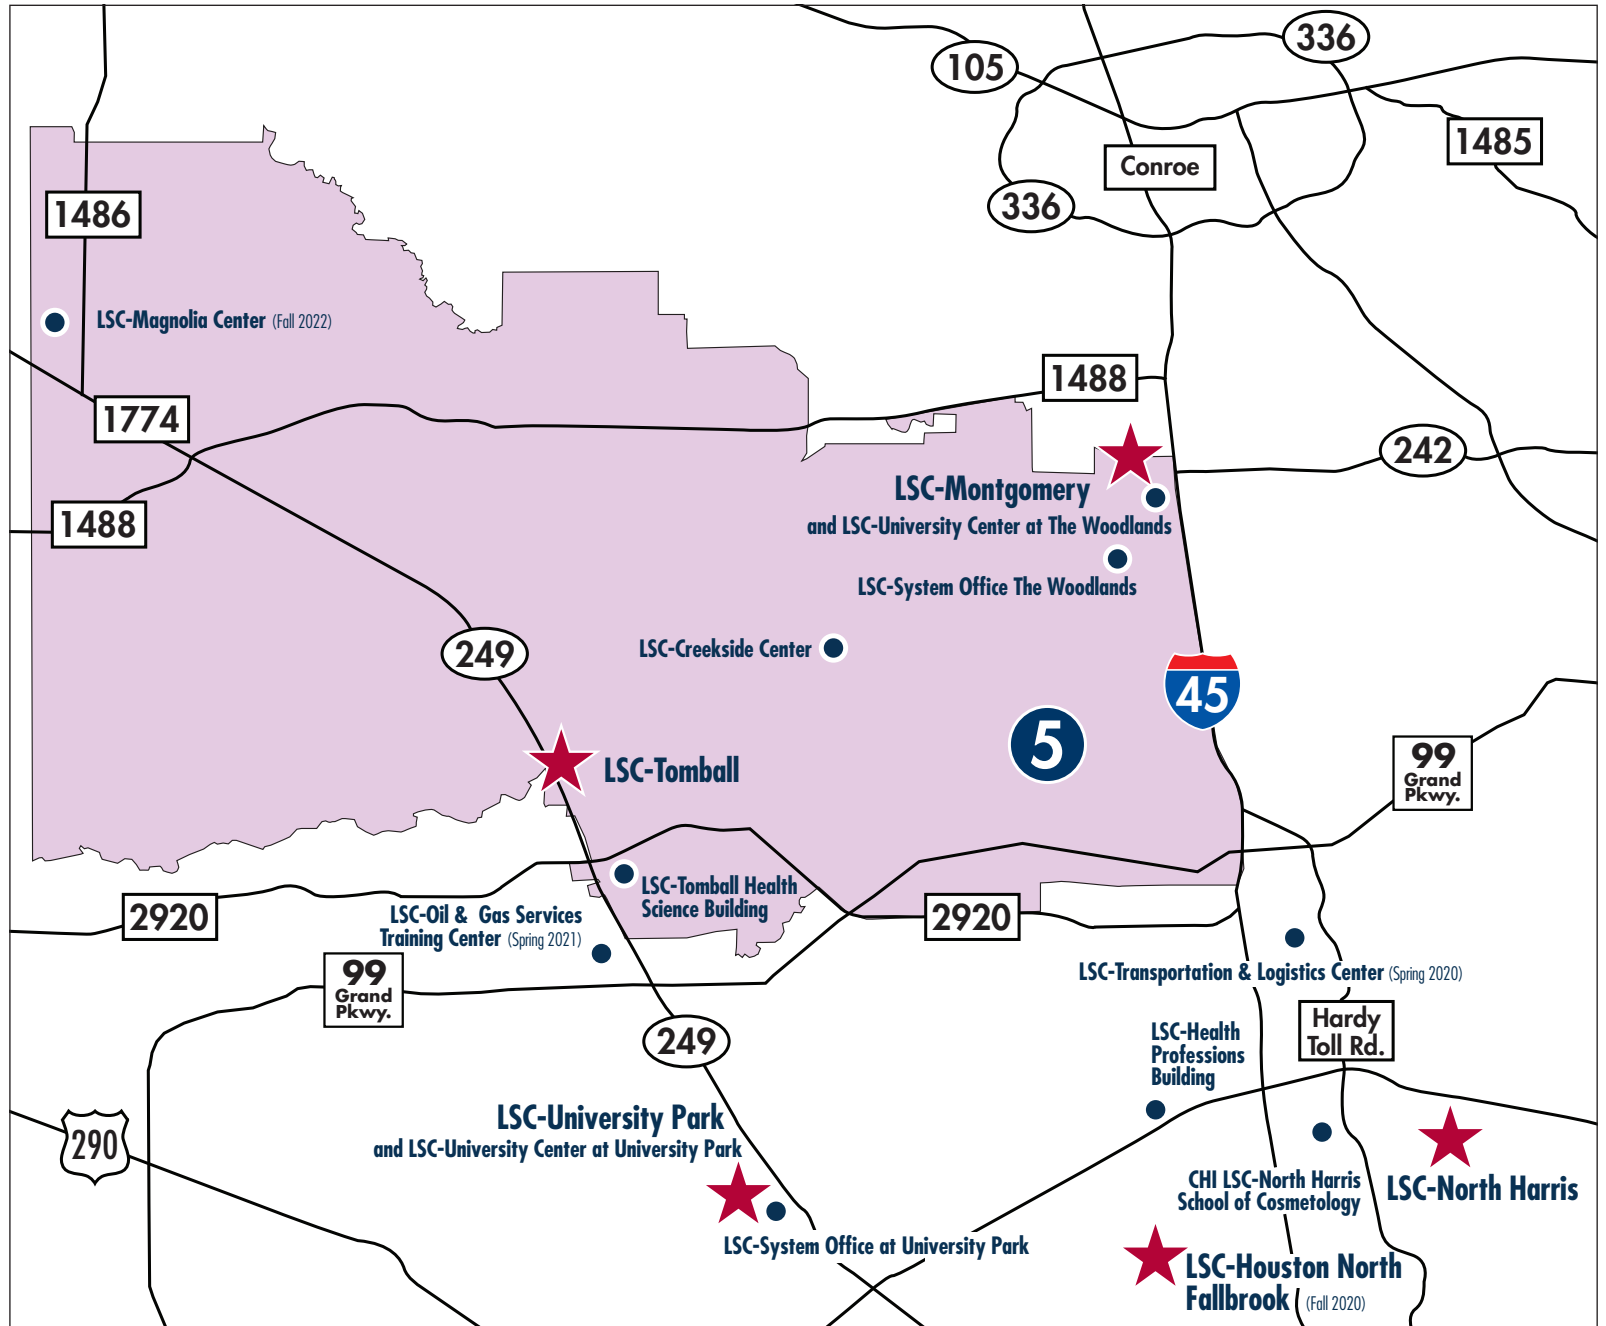 336
105
1485
Conroe
1486
336
LSC-Magnolia Center (Fall 2022)
1488
1774
242
LSC-Montgomery
and LSC-University Center at The Woodlands
1488
LSC-System Office The Woodlands
249
LSC-Creekside Center
45
5
LSC-Tomball
99
Grand
Pkwy.
LSC-Tomball Health
Science Building
2920
2920
LSC-Oil & Gas Services
Training Center (Spring 2021)
LSC-Transportation & Logistics Center (Spring 2020)
99
Grand
Pkwy.
Hardy
Toll Rd.
249
LSC-Health
Professions
Building
LSC-University Park
and LSC-University Center at University Park
290
CHI LSC-North Harris
School of Cosmetology
LSC-North Harris
LSC-System Office at University Park
LSC-Houston North
Fallbrook (Fall 2020)